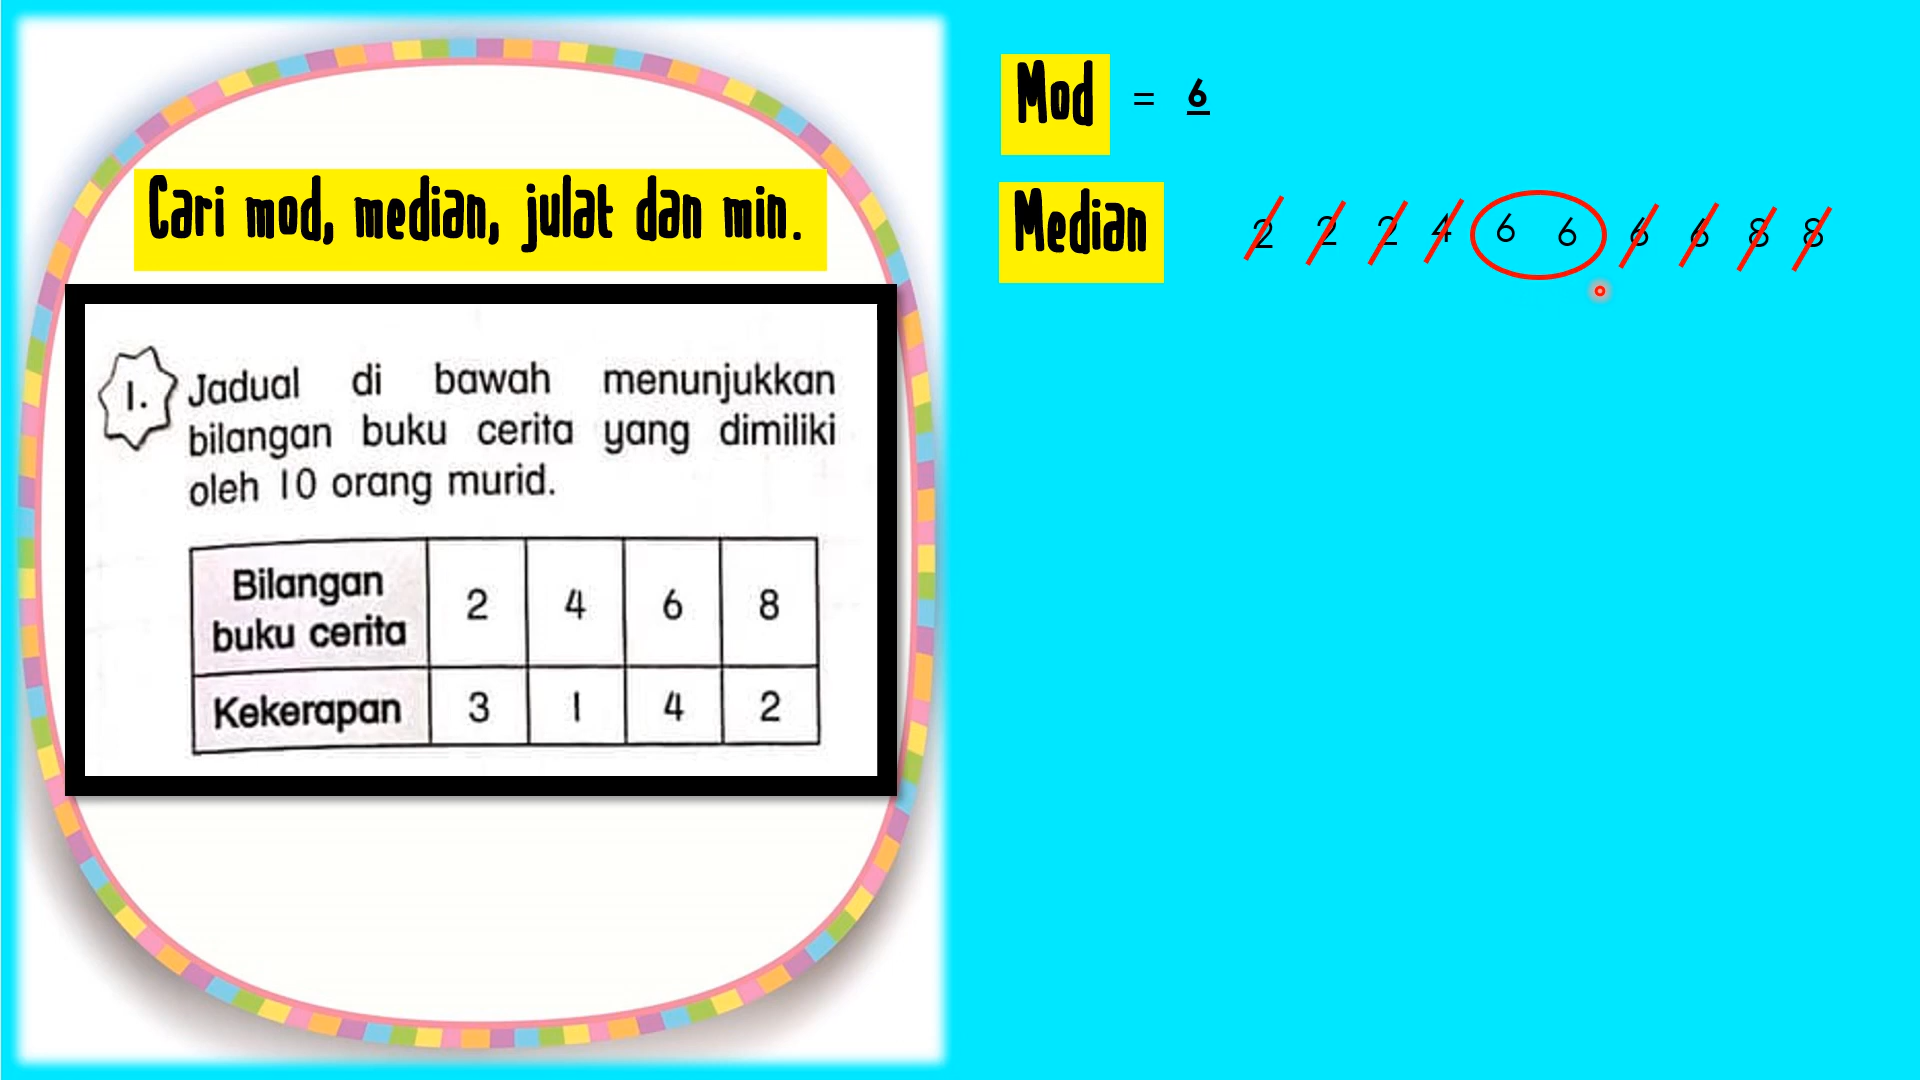 Cari mod, median, julat dan min.
1. Jadual di bawah menunjukkan
bilangan buku cerita yang dimiliki
oleh 10 orang murid.
Bilangan buku cerita 2 4 6 8
Kekerapan 3 1 4 2
Mod = 6
Median 2 2 2 4 6 6 6 6 8 8